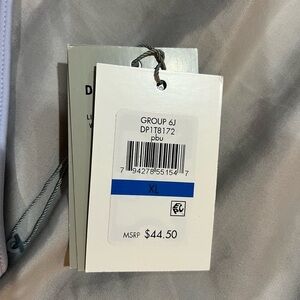 GROUP 6J
DP1T8172
pbu
7 94278 55154 7
XL
MSRP $44.50
D